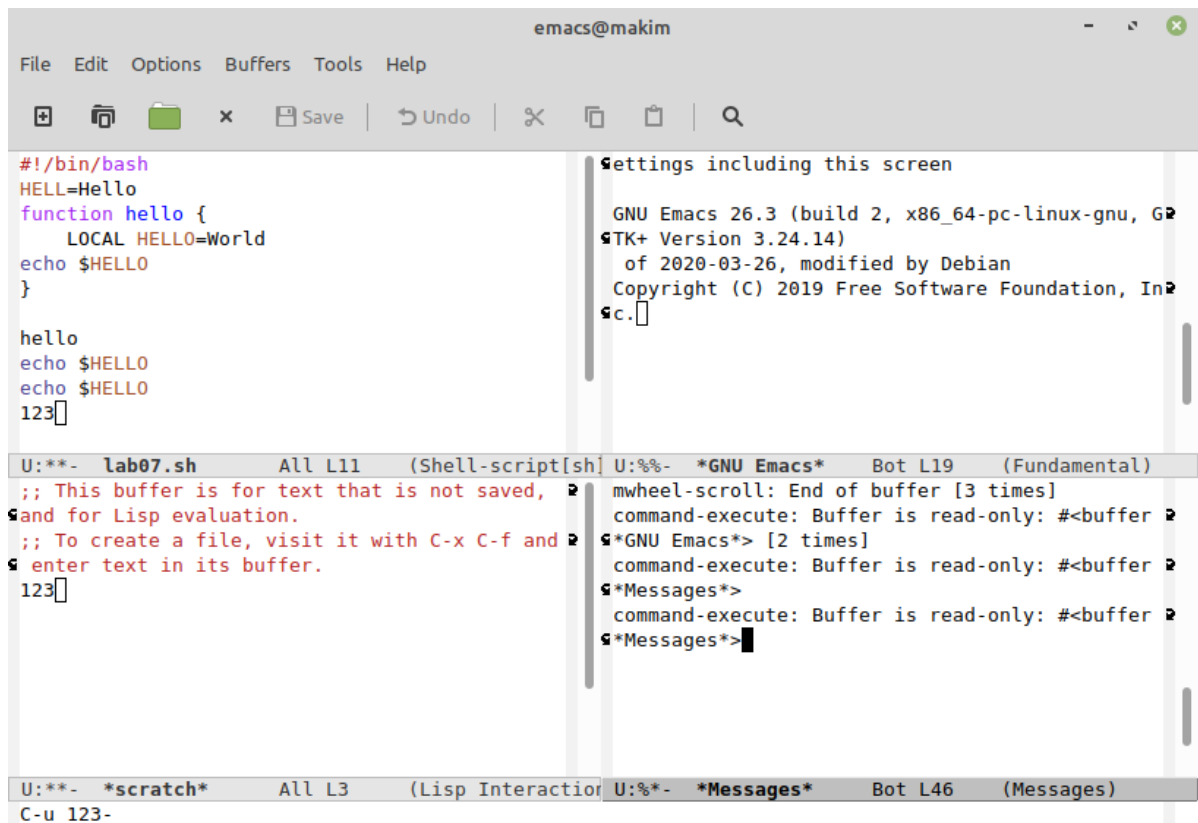 emacs@makim
File Edit Options Buffers Tools Help
Save Undo
#!/bin/bash
HELL=Hello
function hello {
    LOCAL HELLO=World
echo $HELLO
}
hello
echo $HELLO
echo $HELLO
123
U:**-  lab07.sh       All L11    (Shell-script[sh]
ettings including this screen
GNU Emacs 26.3 (build 2, x86_64-pc-linux-gnu, G
TK+ Version 3.24.14)
 of 2020-03-26, modified by Debian
Copyright (C) 2019 Free Software Foundation, In
c.
U:%%-  *GNU Emacs*    Bot L19    (Fundamental)
;; This buffer is for text that is not saved,
and for Lisp evaluation.
;; To create a file, visit it with C-x C-f and
 enter text in its buffer.
123
U:**-  *scratch*      All L3     (Lisp Interaction
mwheel-scroll: End of buffer [3 times]
command-execute: Buffer is read-only: #<buffer
*GNU Emacs*> [2 times]
command-execute: Buffer is read-only: #<buffer
*Messages*>
command-execute: Buffer is read-only: #<buffer
*Messages*>
U:%*-  *Messages*     Bot L46    (Messages)
C-u 123-